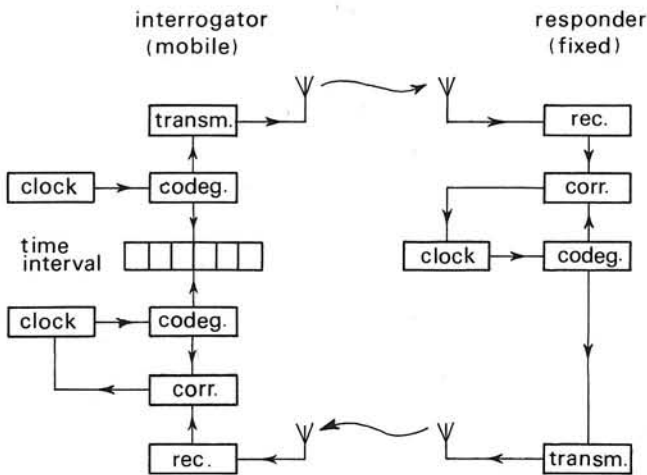 interrogator
(mobile)
responder
(fixed)
transm.
rec.
clock
codeg.
corr.
time
interval
clock
codeg.
clock
codeg.
corr.
rec.
transm.